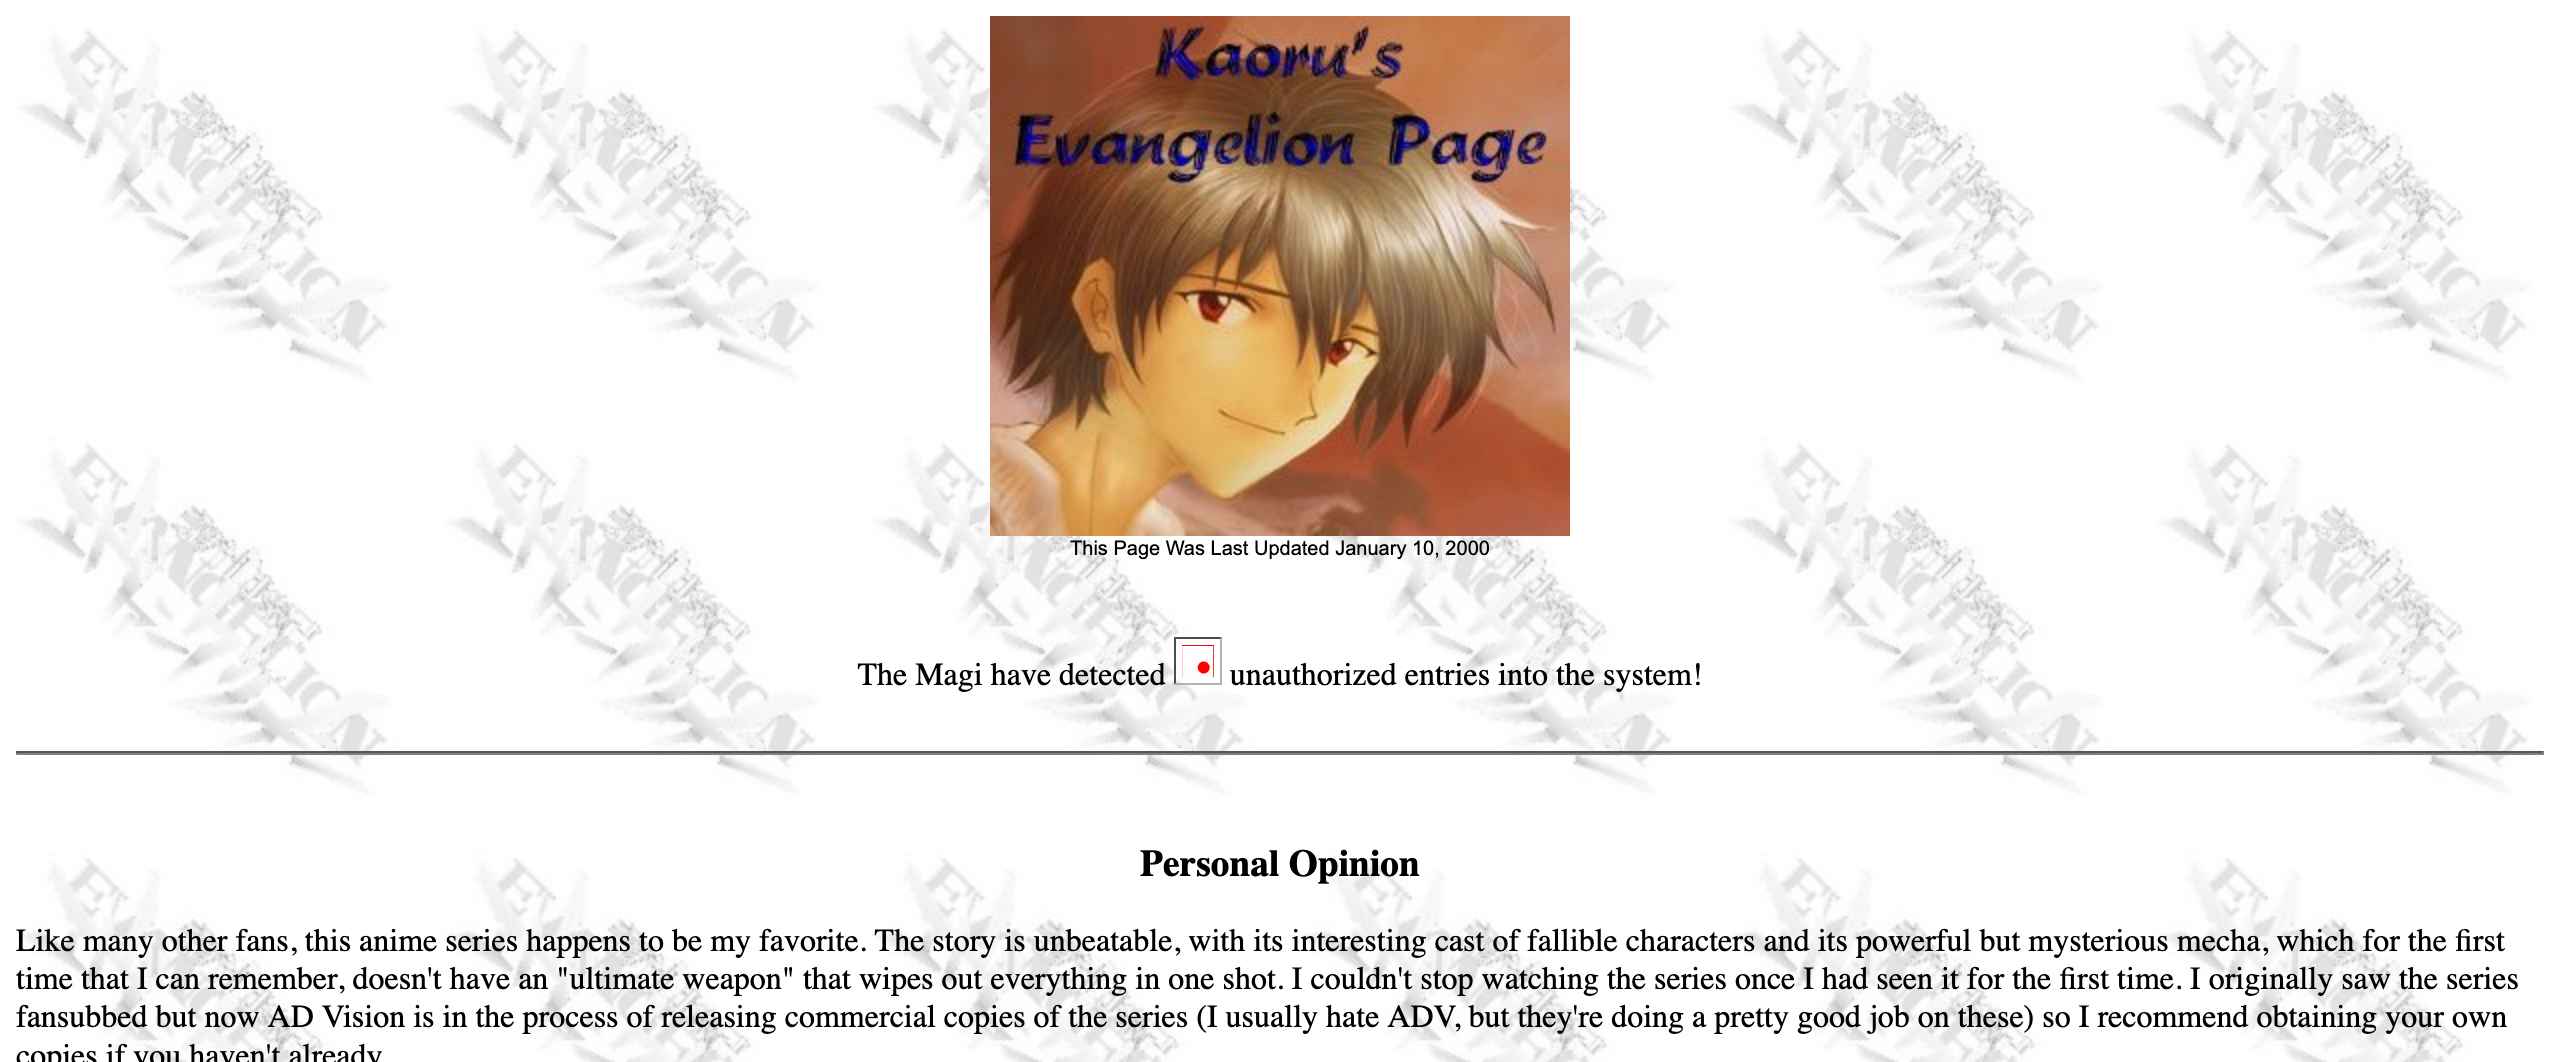 Kaoru's
Evangelion Page
This Page Was Last Updated January 10, 2000
The Magi have detected unauthorized entries into the system!
Personal Opinion
Like many other fans, this anime series happens to be my favorite. The story is unbeatable, with its interesting cast of fallible characters and its powerful but mysterious mecha, which for the first
time that I can remember, doesn't have an "ultimate weapon" that wipes out everything in one shot. I couldn't stop watching the series once I had seen it for the first time. I originally saw the series
fansubbed but now AD Vision is in the process of releasing commercial copies of the series (I usually hate ADV, but they're doing a pretty good job on these) so I recommend obtaining your own
copies if you haven't already